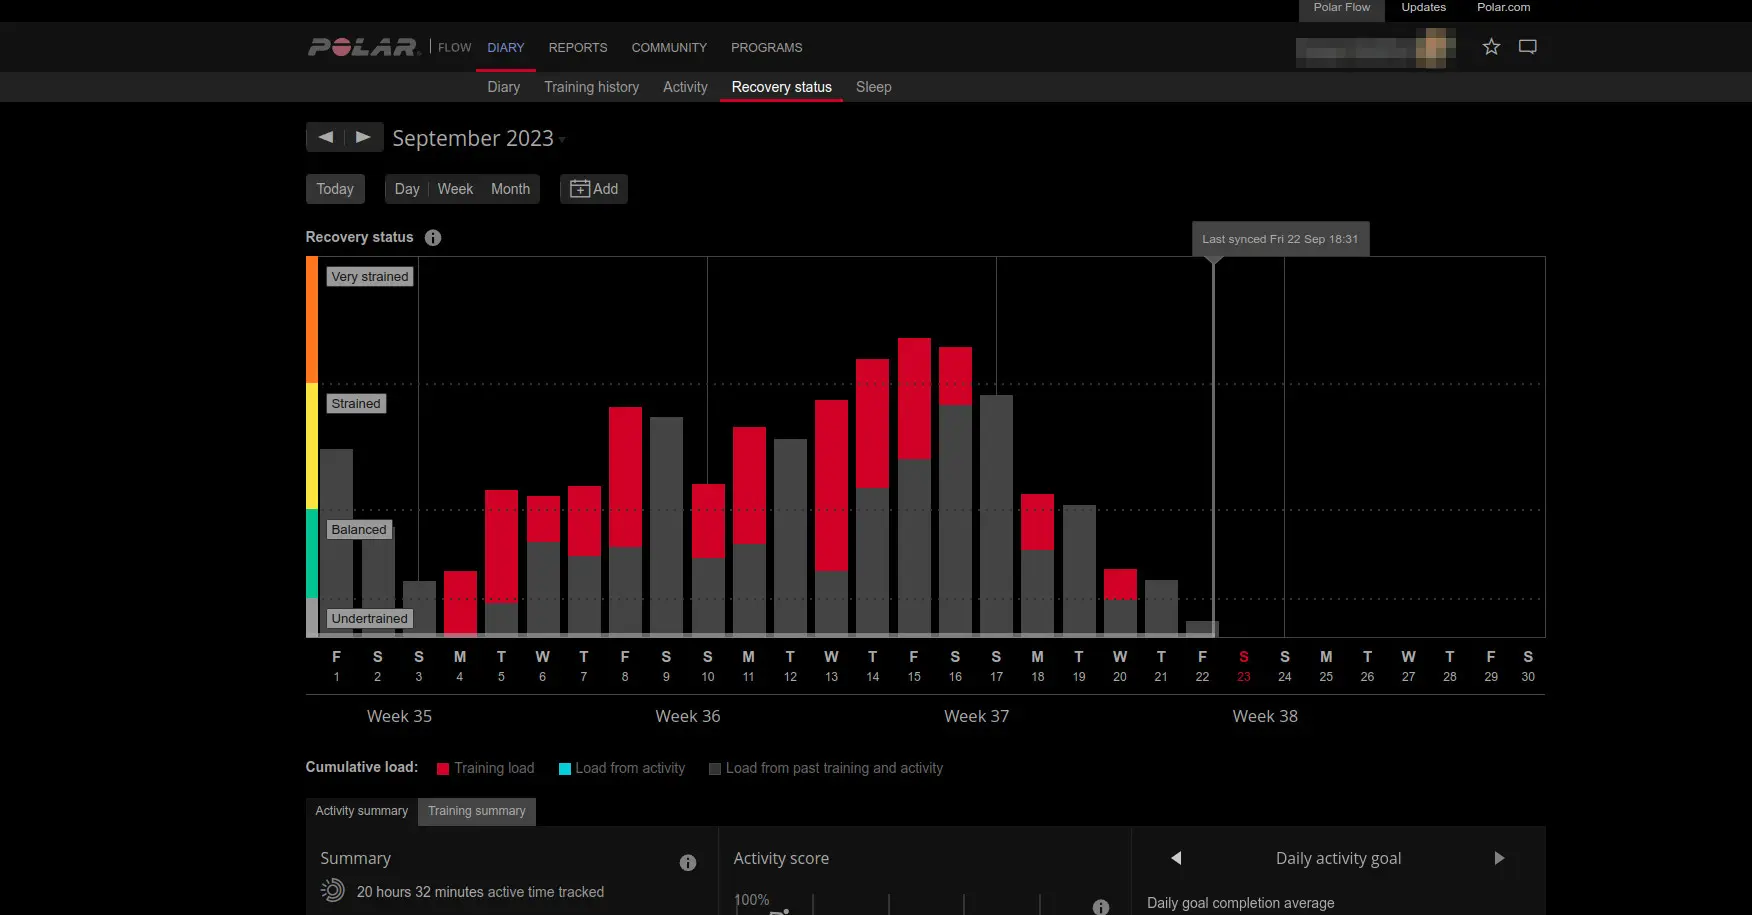 Polar Flow Updates Polar.com
POLAR FLOW DIARY REPORTS COMMUNITY PROGRAMS
Diary Training history Activity Recovery status Sleep
September 2023
Today Day Week Month Add
Recovery status
Last synced Fri 22 Sep 18:31
Very strained
Strained
Balanced
Undertrained
F S S M T W T F S S M T W T F S S M T W T F S S M T W T F S
1 2 3 4 5 6 7 8 9 10 11 12 13 14 15 16 17 18 19 20 21 22 23 24 25 26 27 28 29 30
Week 35 Week 36 Week 37 Week 38
Cumulative load: Training load Load from activity Load from past training and activity
Activity summary Training summary
Summary Activity score Daily activity goal
20 hours 32 minutes active time tracked
100%
Daily goal completion average